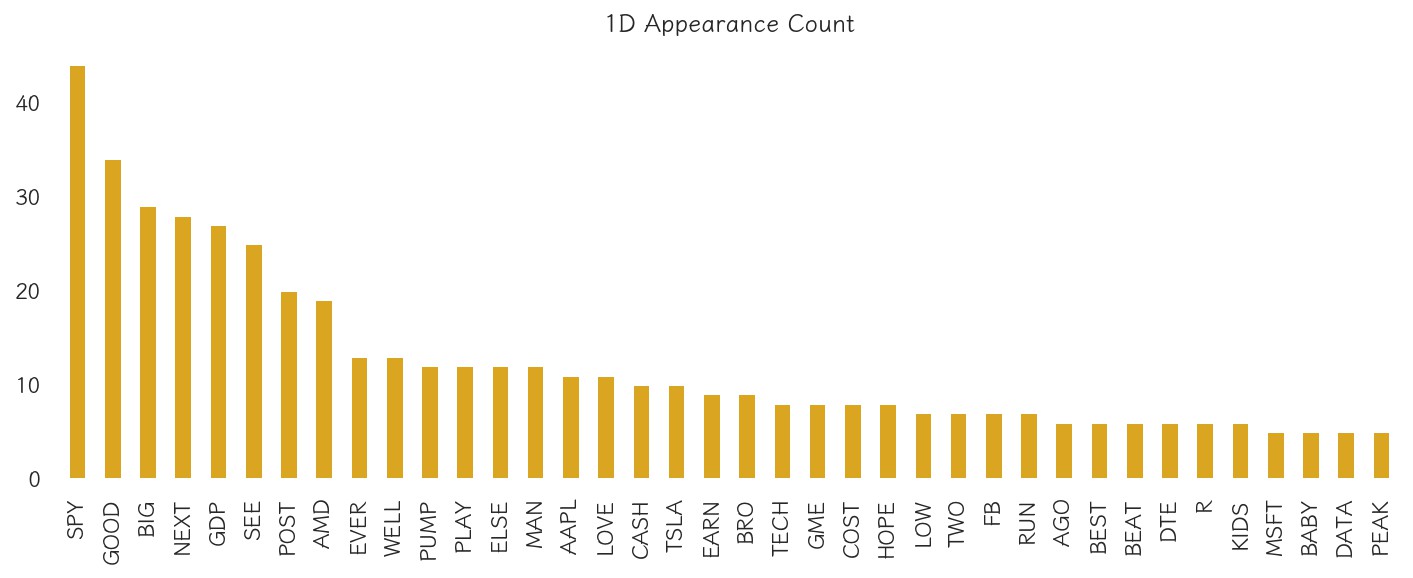 1D Appearance Count
40
30
20
10
0
SPY
GOOD
BIG
NEXT
GDP
SEE
POST
AMD
EVER
WELL
PUMP
PLAY
ELSE
MAN
AAPL
LOVE
CASH
TSLA
EARN
BRO
TECH
GME
COST
HOPE
LOW
TWO
FB
RUN
AGO
BEST
BEAT
DTE
R
KIDS
MSFT
BABY
DATA
PEAK